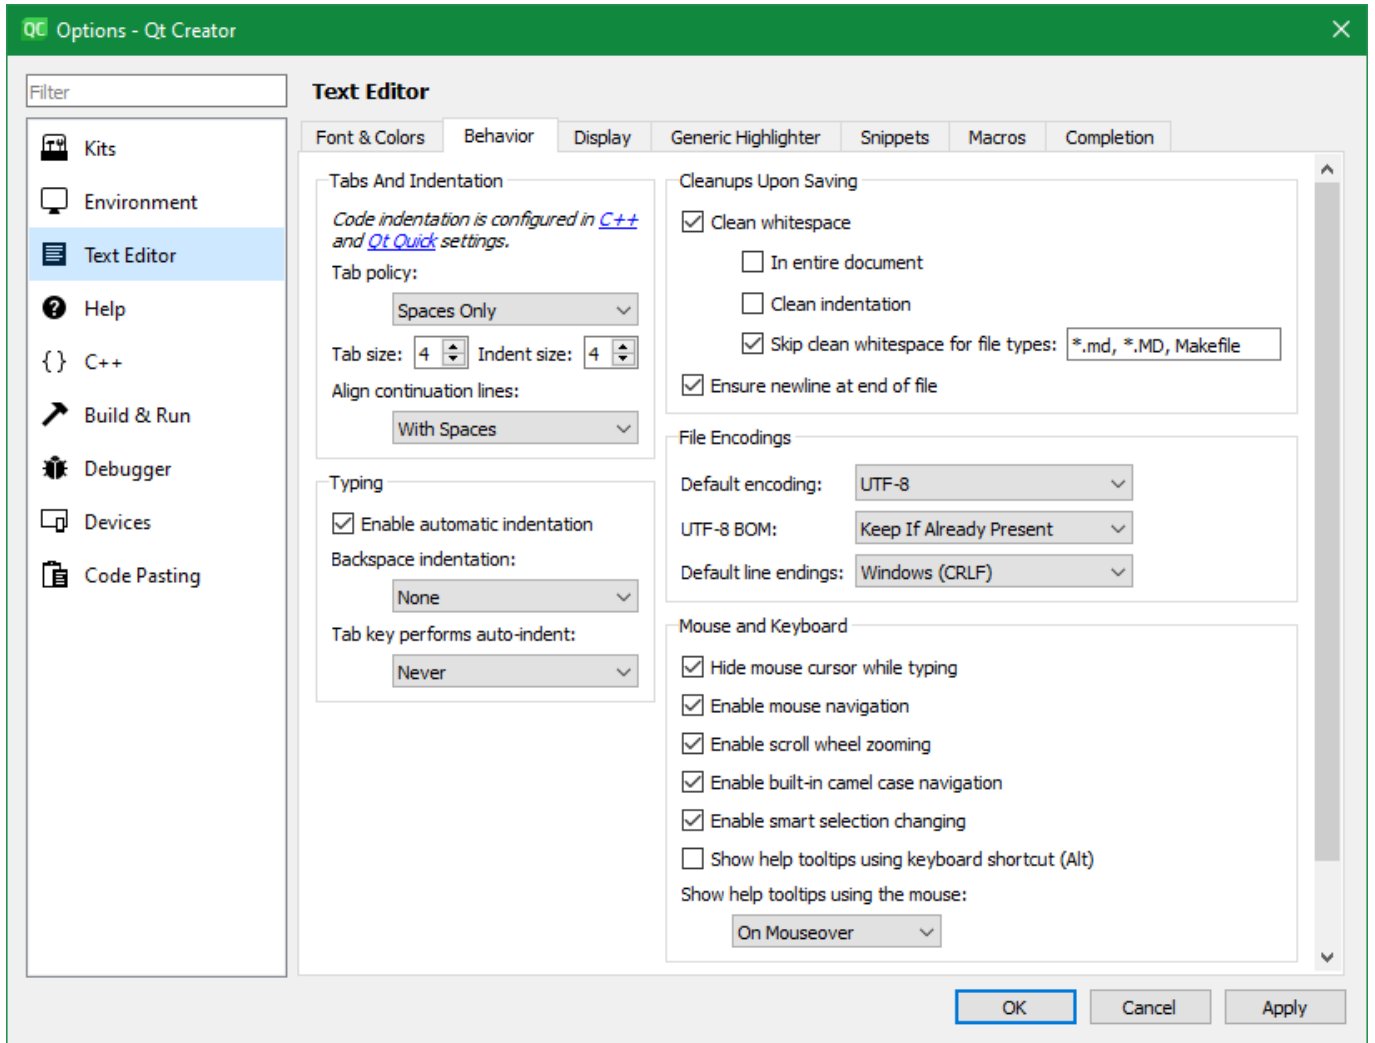 QC Options - Qt Creator
Filter
Kits
Environment
Text Editor
Help
{ } C++
Build & Run
Debugger
Devices
Code Pasting
Text Editor
Font & Colors Behavior Display Generic Highlighter Snippets Macros Completion
Tabs And Indentation
Code indentation is configured in C++
and Qt Quick settings.
Tab policy:
Spaces Only
Tab size: 4 Indent size: 4
Align continuation lines:
With Spaces
Typing
Enable automatic indentation
Backspace indentation:
None
Tab key performs auto-indent:
Never
Cleanups Upon Saving
Clean whitespace
In entire document
Clean indentation
Skip clean whitespace for file types: *.md, *.MD, Makefile
Ensure newline at end of file
File Encodings
Default encoding: UTF-8
UTF-8 BOM: Keep If Already Present
Default line endings: Windows (CRLF)
Mouse and Keyboard
Hide mouse cursor while typing
Enable mouse navigation
Enable scroll wheel zooming
Enable built-in camel case navigation
Enable smart selection changing
Show help tooltips using keyboard shortcut (Alt)
Show help tooltips using the mouse:
On Mouseover
OK Cancel Apply